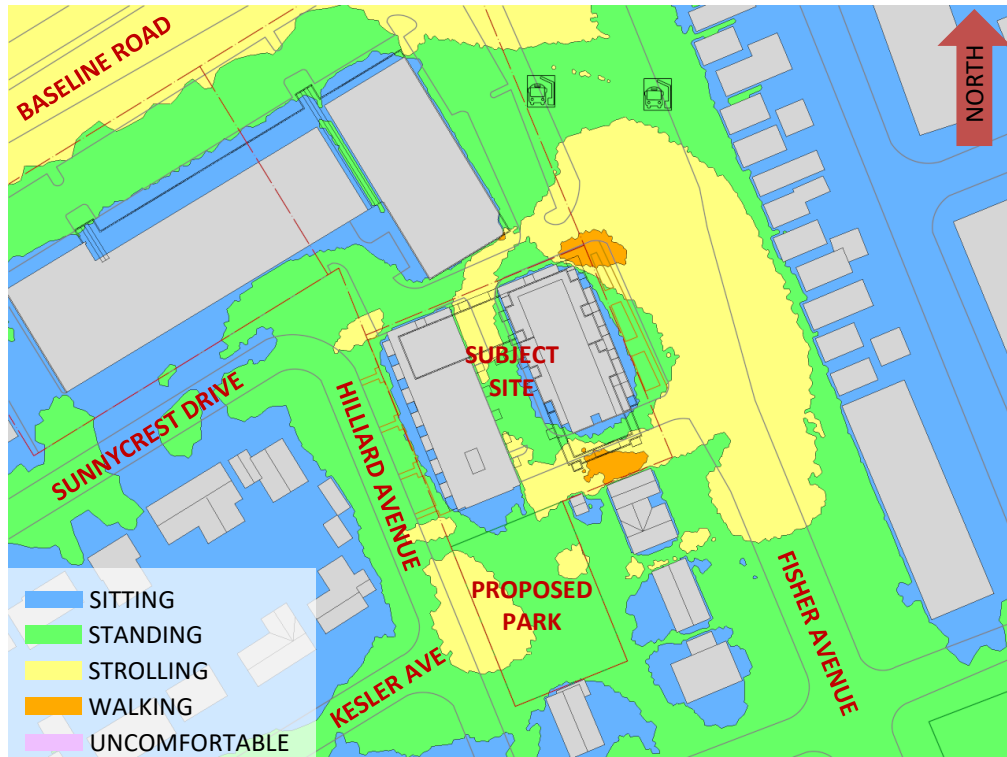 BASELINE ROAD
NORTH
SUBJECT
SITE
SUNNYCREST DRIVE
HILLIARD AVENUE
PROPOSED
PARK
FISHER AVENUE
KESLER AVE
SITTING
STANDING
STROLLING
WALKING
UNCOMFORTABLE